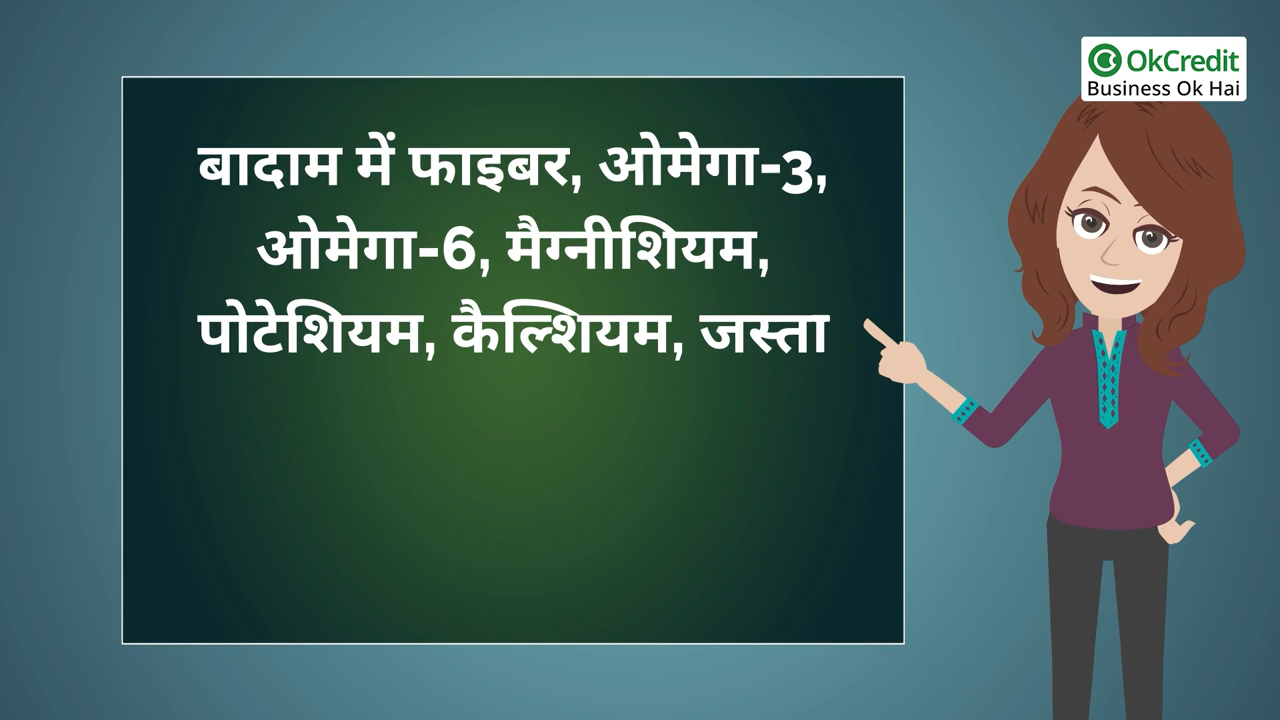 OkCredit
Business Ok Hai
बादाम में फाइबर, ओमेगा-3,
ओमेगा-6, मैग्नीशियम,
पोटेशियम, कैल्शियम, जस्ता